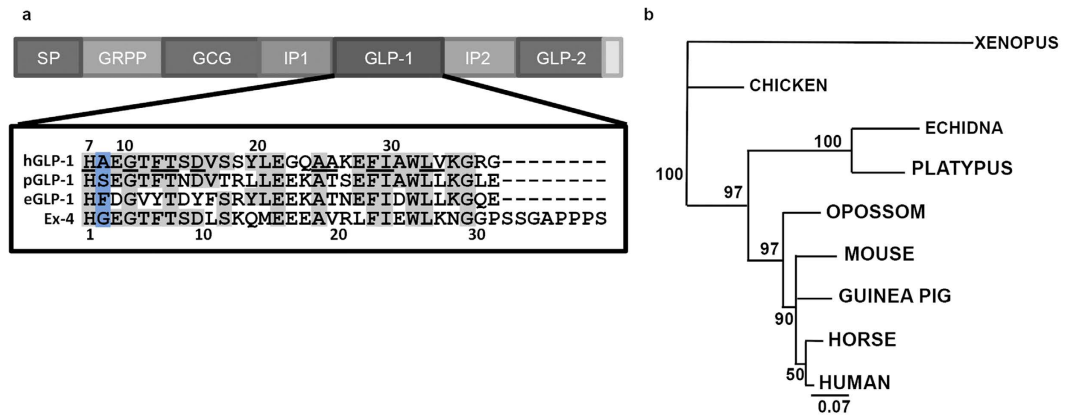 a
SP GRPP GCG IP1 GLP-1 IP2 GLP-2
7 10 20 30
hGLP-1 HAEGTFTSDVSSYLEGQAAKEFIAWLVKGRG--------
pGLP-1 HSEGTFTNDVTRLLEEKATSEFIAWLLKGLE--------
eGLP-1 HFDGVYTDYFSRYLEEKATNEFIDWLLKGQE--------
Ex-4 HGEGTFTSDLSKQMEEEAVRLFIEWLKNGGPSSGAPPPS
1 10 20 30
b
XENOPUS
CHICKEN
ECHIDNA
100
PLATYPUS
100
97
OPOSSOM
97
MOUSE
GUINEA PIG
90
HORSE
50
HUMAN
0.07